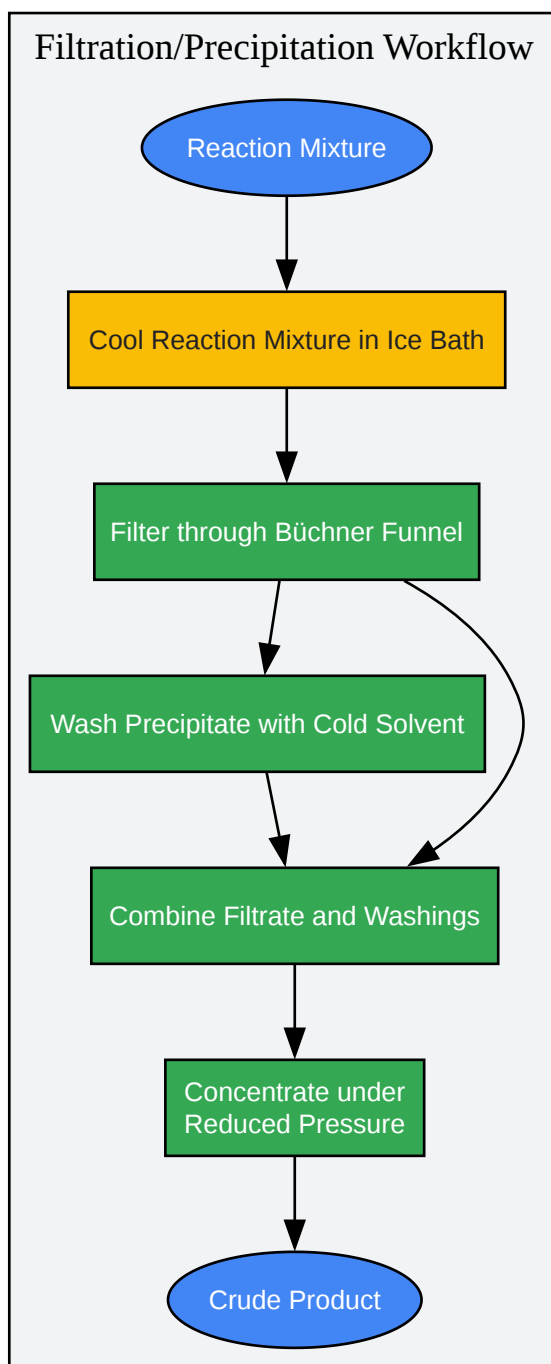 Filtration/Precipitation Workflow
Reaction Mixture
Cool Reaction Mixture in Ice Bath
Filter through Büchner Funnel
Wash Precipitate with Cold Solvent
Combine Filtrate and Washings
Concentrate under
Reduced Pressure
Crude Product